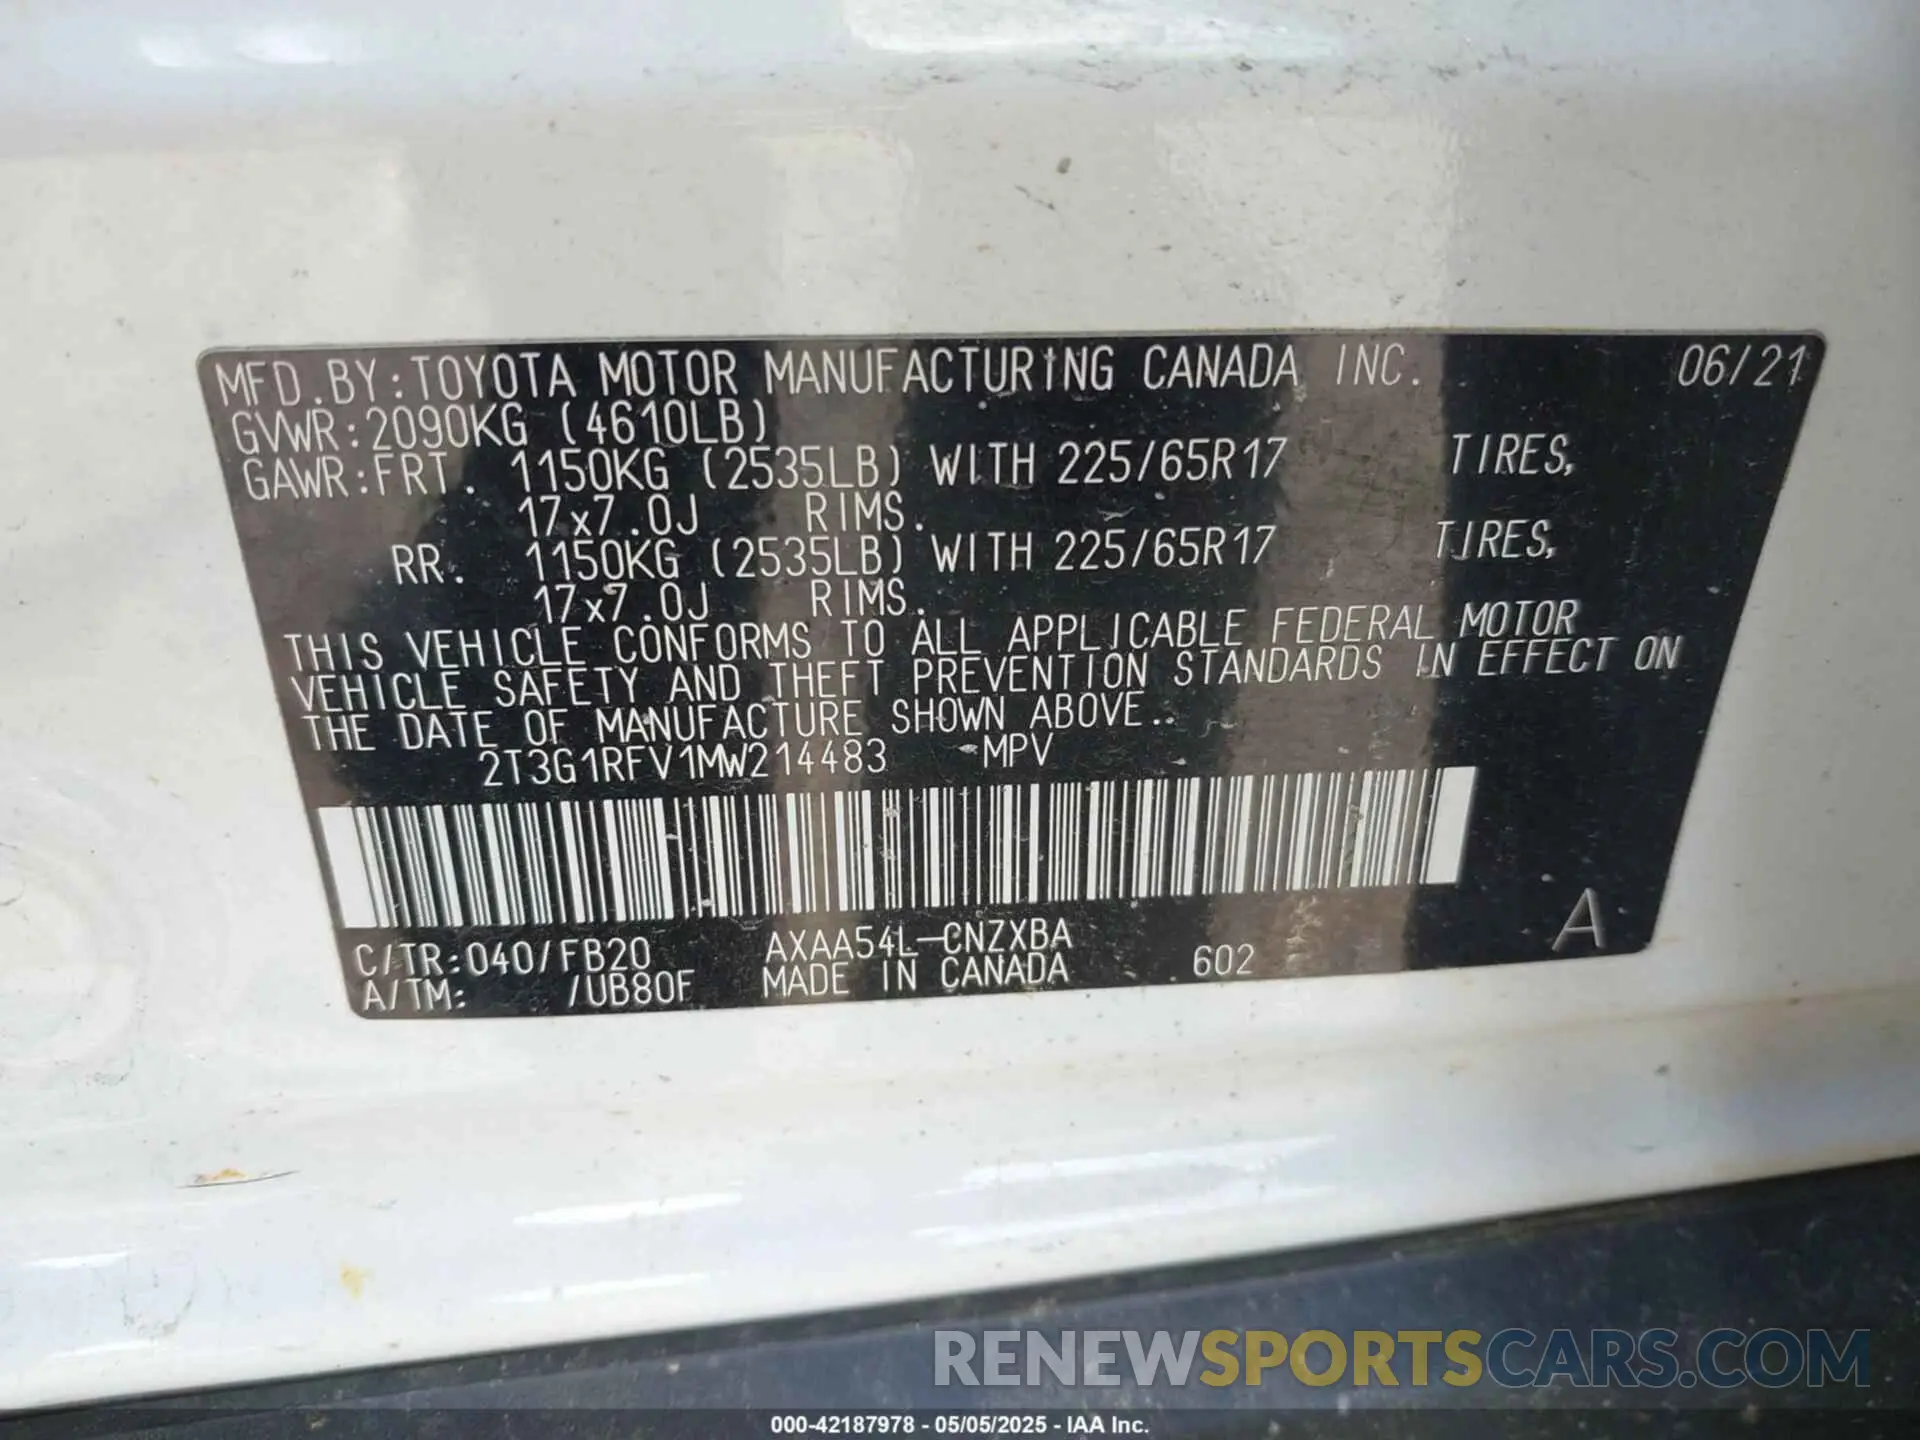 MFD.BY:TOYOTA MOTOR MANUFACTURING CANADA INC. 06/21
GVWR:2090KG (4610LB)
GAWR:FRT. 1150KG (2535LB) WITH 225/65R17 TIRES,
17x7.0J RIMS.
RR. 1150KG (2535LB) WITH 225/65R17 TIRES,
17x7.0J RIMS.
THIS VEHICLE CONFORMS TO ALL APPLICABLE FEDERAL MOTOR
VEHICLE SAFETY AND THEFT PREVENTION STANDARDS IN EFFECT ON
THE DATE OF MANUFACTURE SHOWN ABOVE..
2T3G1RFV1MW214483 MPV
C/TR:040/FB20 AXAA54L-CNZXBA 602 A
A/TM: /UB80F MADE IN CANADA
RENEWSPORTSCARS.COM
000-42187978 - 05/05/2025 - IAA Inc.